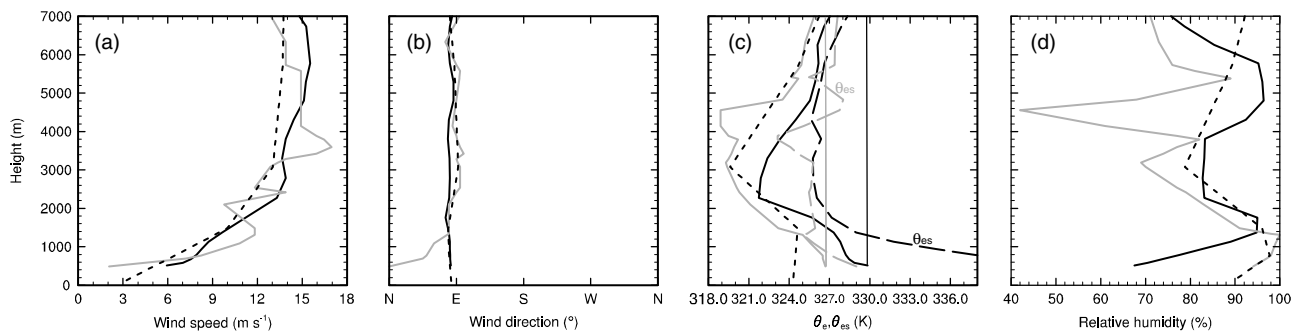 7000
6000
5000
4000
3000
2000
1000
0
Height (m)
(a)
0 3 6 9 12 15 18
Wind speed (m s⁻¹)
(b)
N E S W N
Wind direction (°)
(c)
θes
θes
318.0 321.0 324.0 327.0 330.0 333.0 336.0
θe,θes (K)
(d)
40 50 60 70 80 90 100
Relative humidity (%)